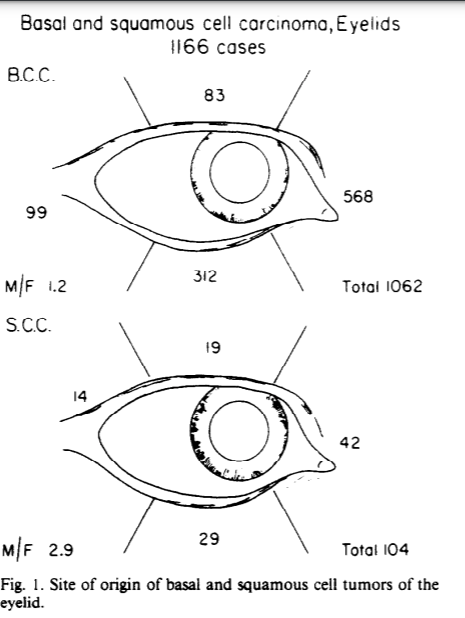 Basal and squamous cell carcinoma, Eyelids
1166 cases
B.C.C.
83
568
99
312
M/F 1.2
Total 1062
S.C.C.
19
14
42
29
M/F 2.9
Total 104
Fig. 1. Site of origin of basal and squamous cell tumors of the
eyelid.